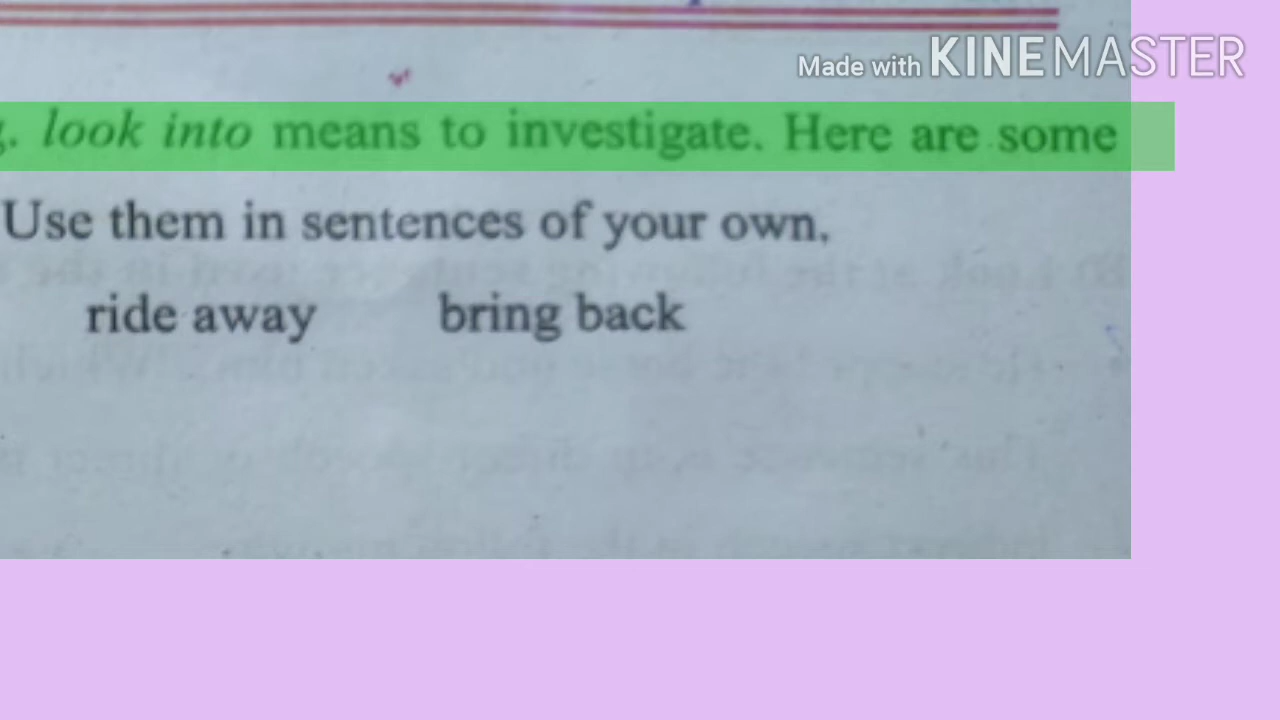 Made with KINEMASTER
. look into means to investigate. Here are some
Use them in sentences of your own.
ride away bring back